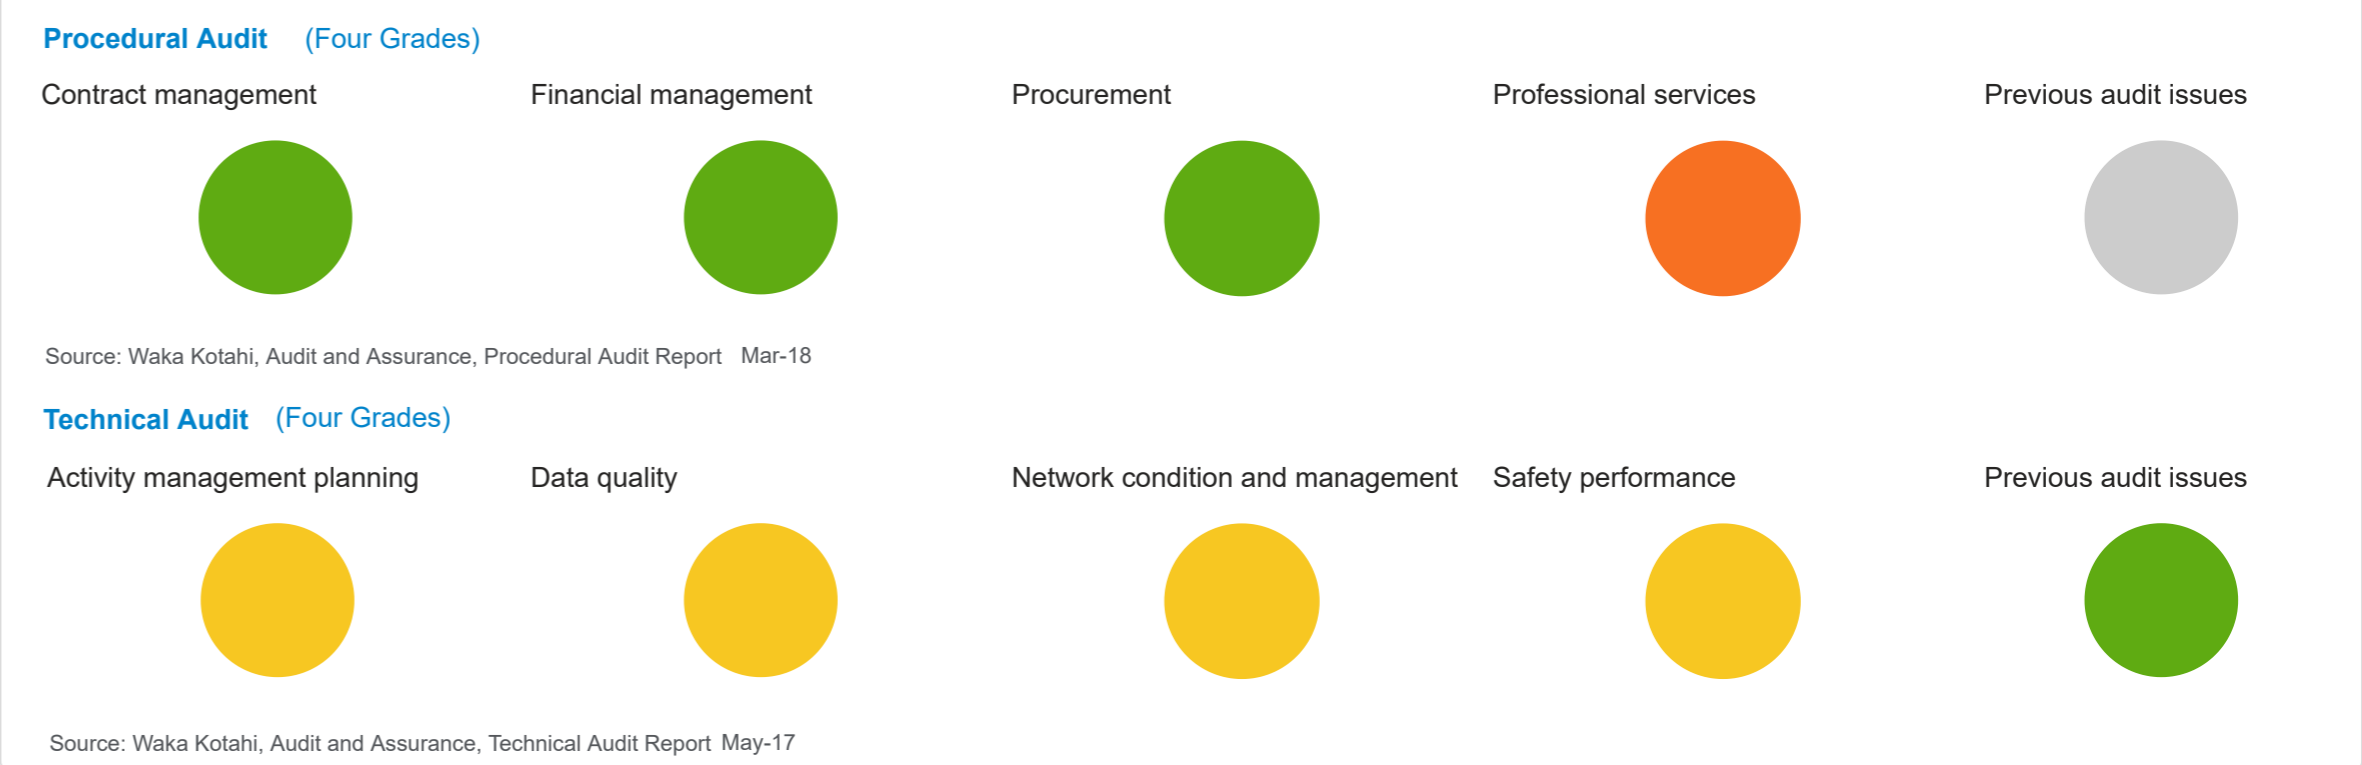 Procedural Audit (Four Grades)
Contract management
Financial management
Procurement
Professional services
Previous audit issues
Source: Waka Kotahi, Audit and Assurance, Procedural Audit Report Mar-18
Technical Audit (Four Grades)
Activity management planning
Data quality
Network condition and management
Safety performance
Previous audit issues
Source: Waka Kotahi, Audit and Assurance, Technical Audit Report May-17